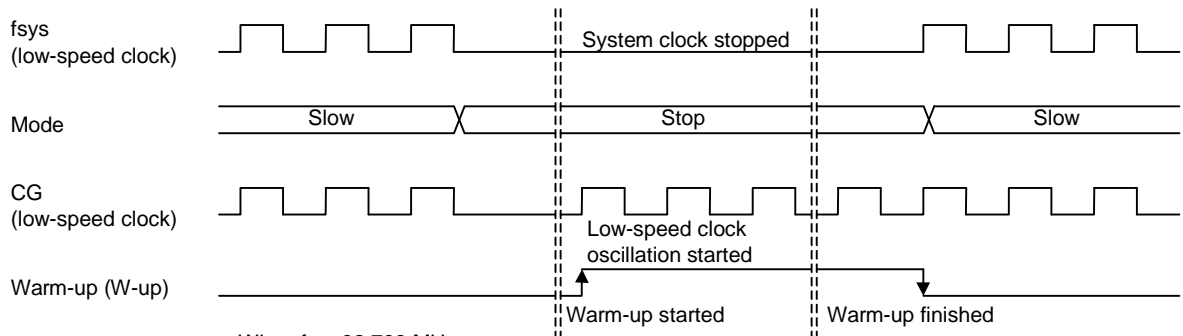 fsys
(low-speed clock)
System clock stopped
Mode
Slow
Stop
Slow
CG
(low-speed clock)
Low-speed clock
oscillation started
Warm-up (W-up)
Warm-up started
Warm-up finished